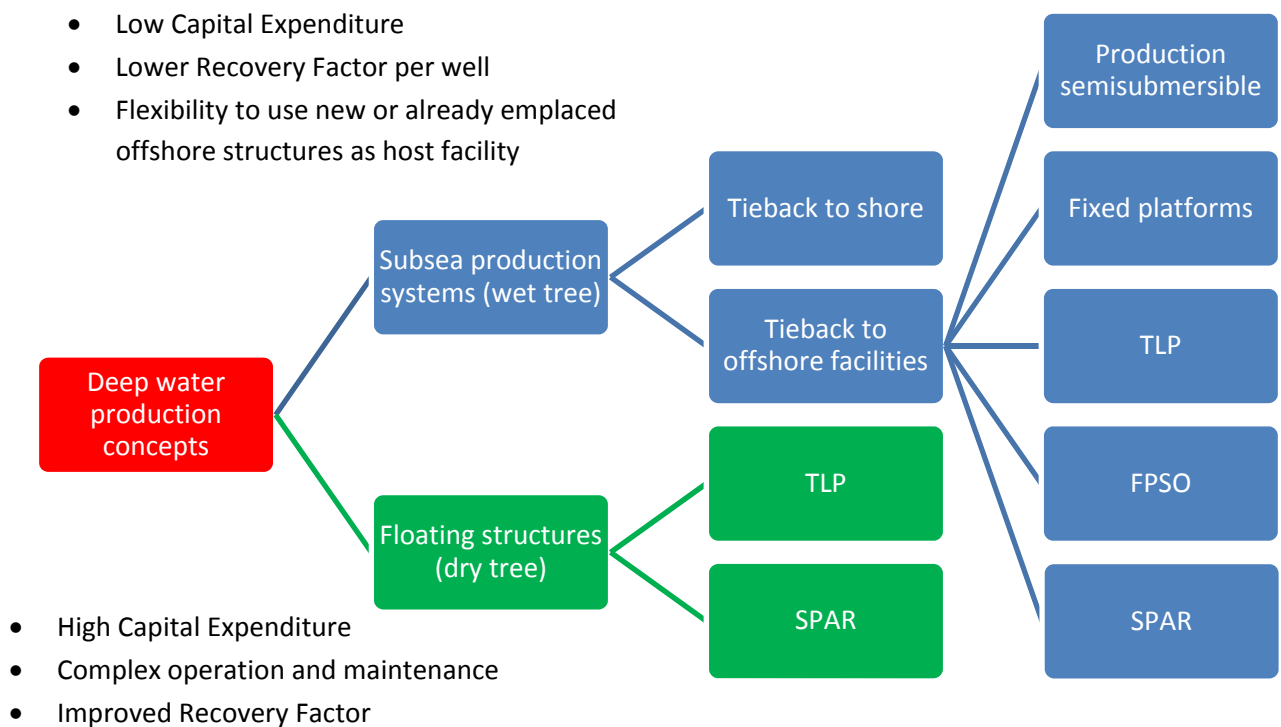 • Low Capital Expenditure
• Lower Recovery Factor per well
• Flexibility to use new or already emplaced
offshore structures as host facility
Production
semisubmersible
Tieback to shore
Fixed platforms
Subsea production
systems (wet tree)
Tieback to
offshore facilities
TLP
Deep water
production
concepts
TLP
FPSO
Floating structures
(dry tree)
SPAR
SPAR
• High Capital Expenditure
• Complex operation and maintenance
• Improved Recovery Factor